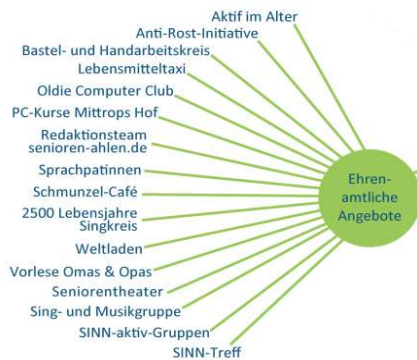 Aktif im Alter
Anti-Rost-Initiative
Bastel- und Handarbeitskreis
Lebensmitteltaxi
Oldie Computer Club
PC-Kurse Mittrops Hof
Redaktionsteam
senioren-ahlen.de
Sprachpatinnen
Schmunzel-Café
2500 Lebensjahre
Singkreis
Weltladen
Vorlese Omas & Opas
Seniorentheater
Sing- und Musikgruppe
SINN-aktiv-Gruppen
SINN-Treff
Ehren-
amtliche
Angebote